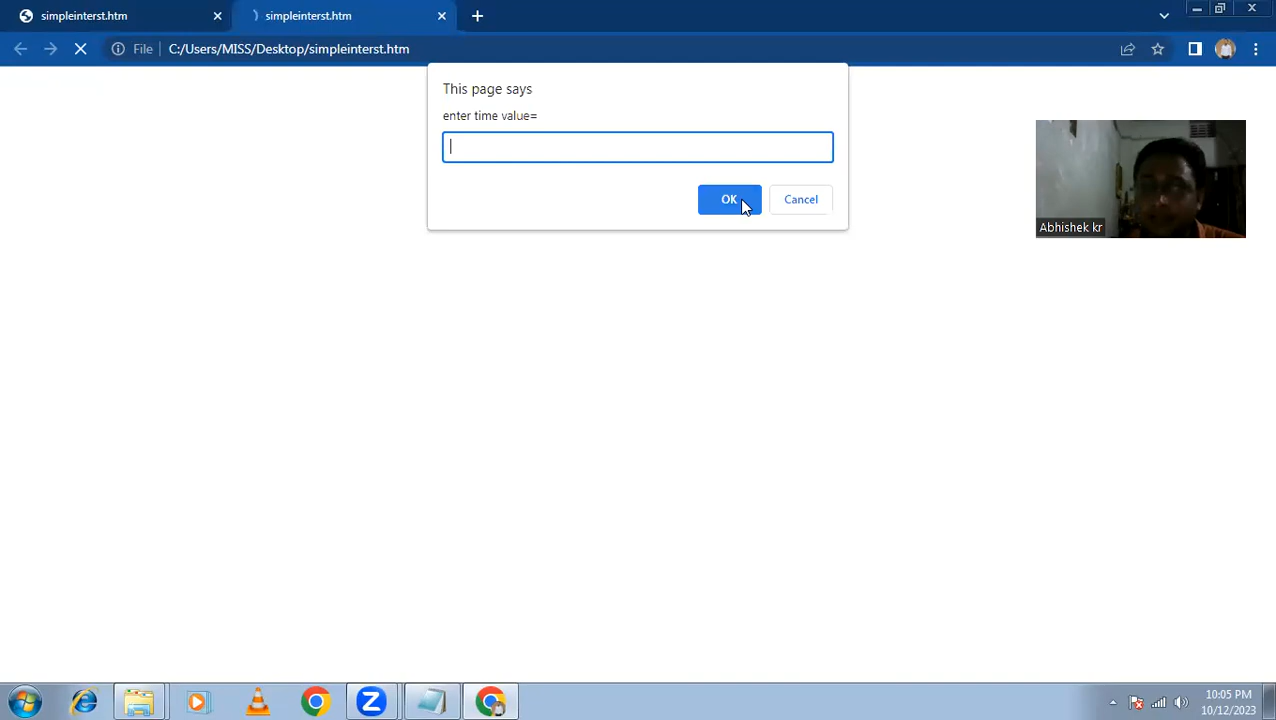 simpleinterst.htm
simpleinterst.htm
File
C:/Users/MISS/Desktop/simpleinterst.htm
This page says
enter time value=
OK
Cancel
Abhishek kr
10:05 PM
10/12/2023